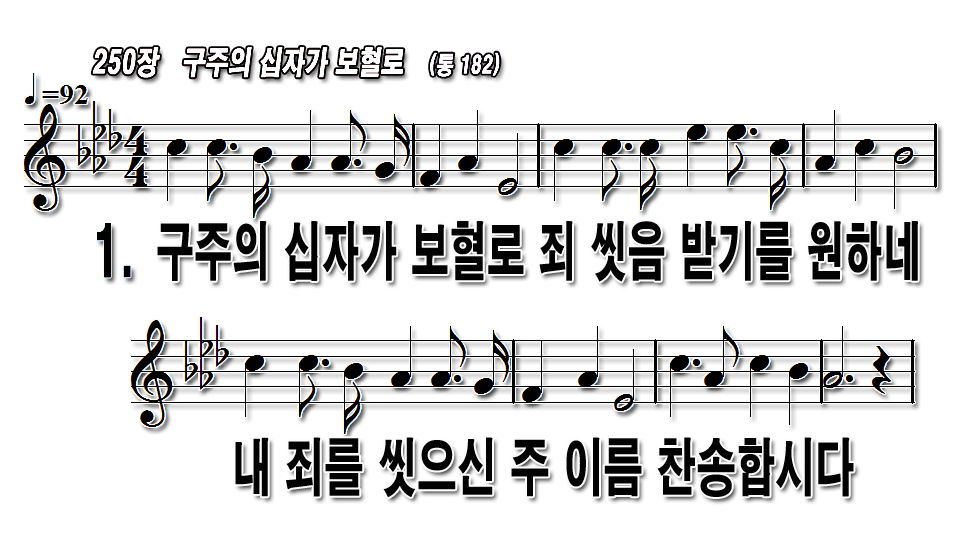 250장 구주의 십자가 보혈로 (통 182)
♩=92
4
4
1. 구주의 십자가 보혈로 죄 씻음 받기를 원하네
내 죄를 씻으신 주 이름 찬송합시다